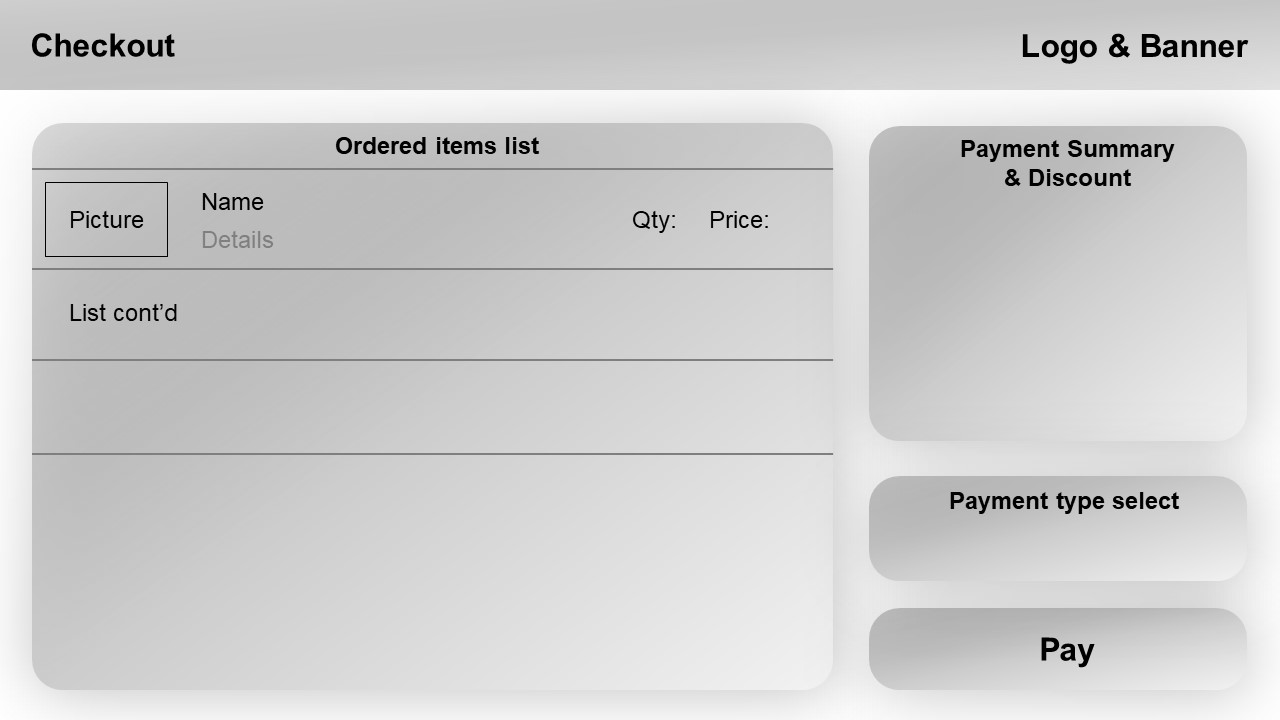 Checkout
Logo & Banner
Ordered items list
Picture
Name
Details
Qty:
Price:
List cont’d
Payment Summary
& Discount
Payment type select
Pay